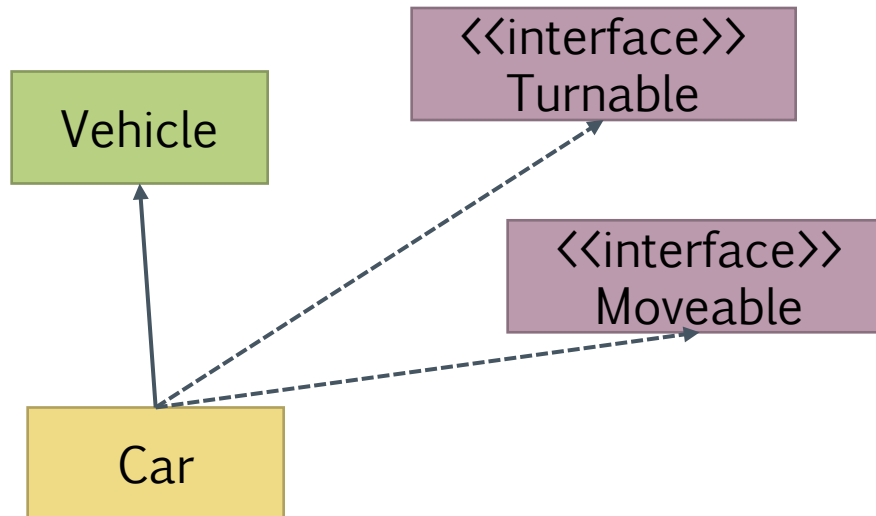 <<interface>>
Turnable
Vehicle
<<interface>>
Moveable
Car